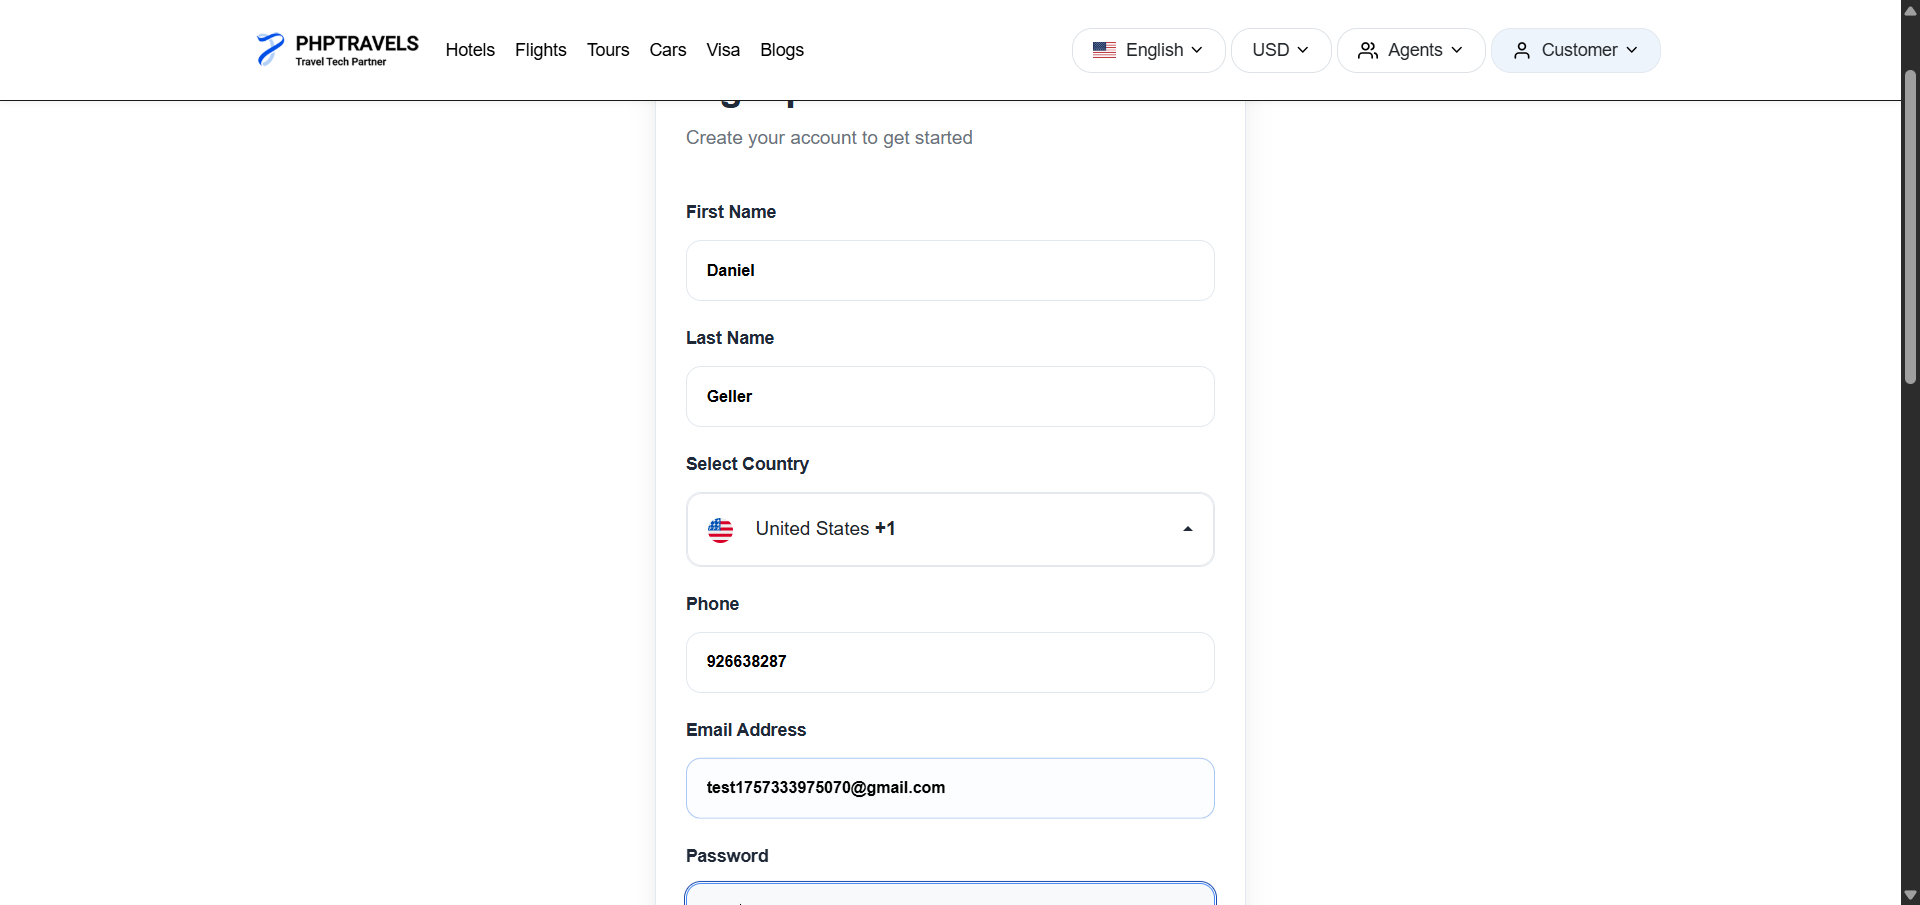 PHPTRAVELS
Travel Tech Partner
Hotels Flights Tours Cars Visa Blogs
English USD Agents Customer
Create your account to get started
First Name
Daniel
Last Name
Geller
Select Country
United States +1
Phone
926638287
Email Address
test1757333975070@gmail.com
Password